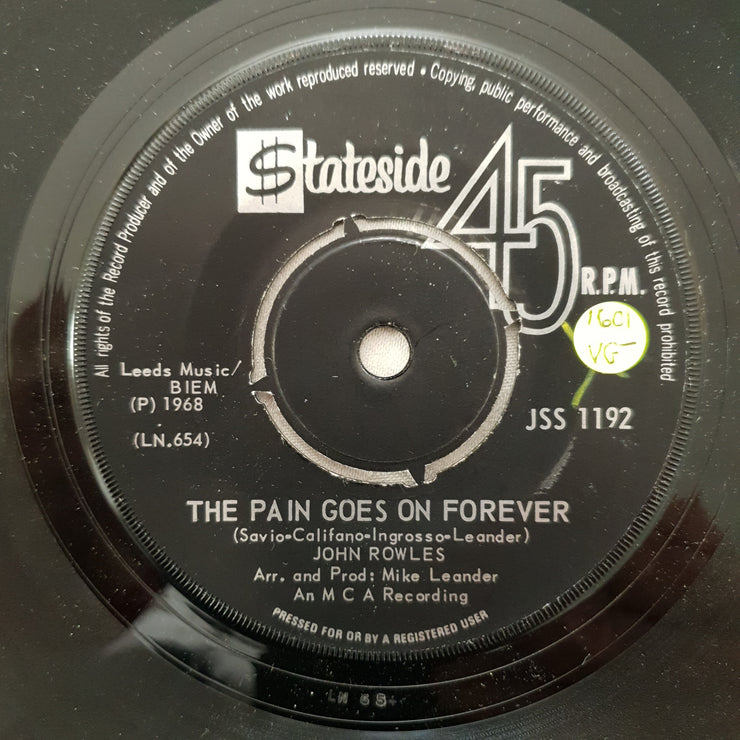 All rights of the Record Producer and of the Owner of the work reproduced reserved • Copying, public performance and broadcasting of this record prohibited.
$tateside
45
R.P.M.
1601
VG-
Leeds Music/
BIEM
(P) 1968
(LN.654)
JSS 1192
THE PAIN GOES ON FOREVER
(Savio-Califano-Ingrosso-Leander)
JOHN ROWLES
Arr. and Prod: Mike Leander
An M C A Recording
PRESSED FOR OR BY A REGISTERED USER